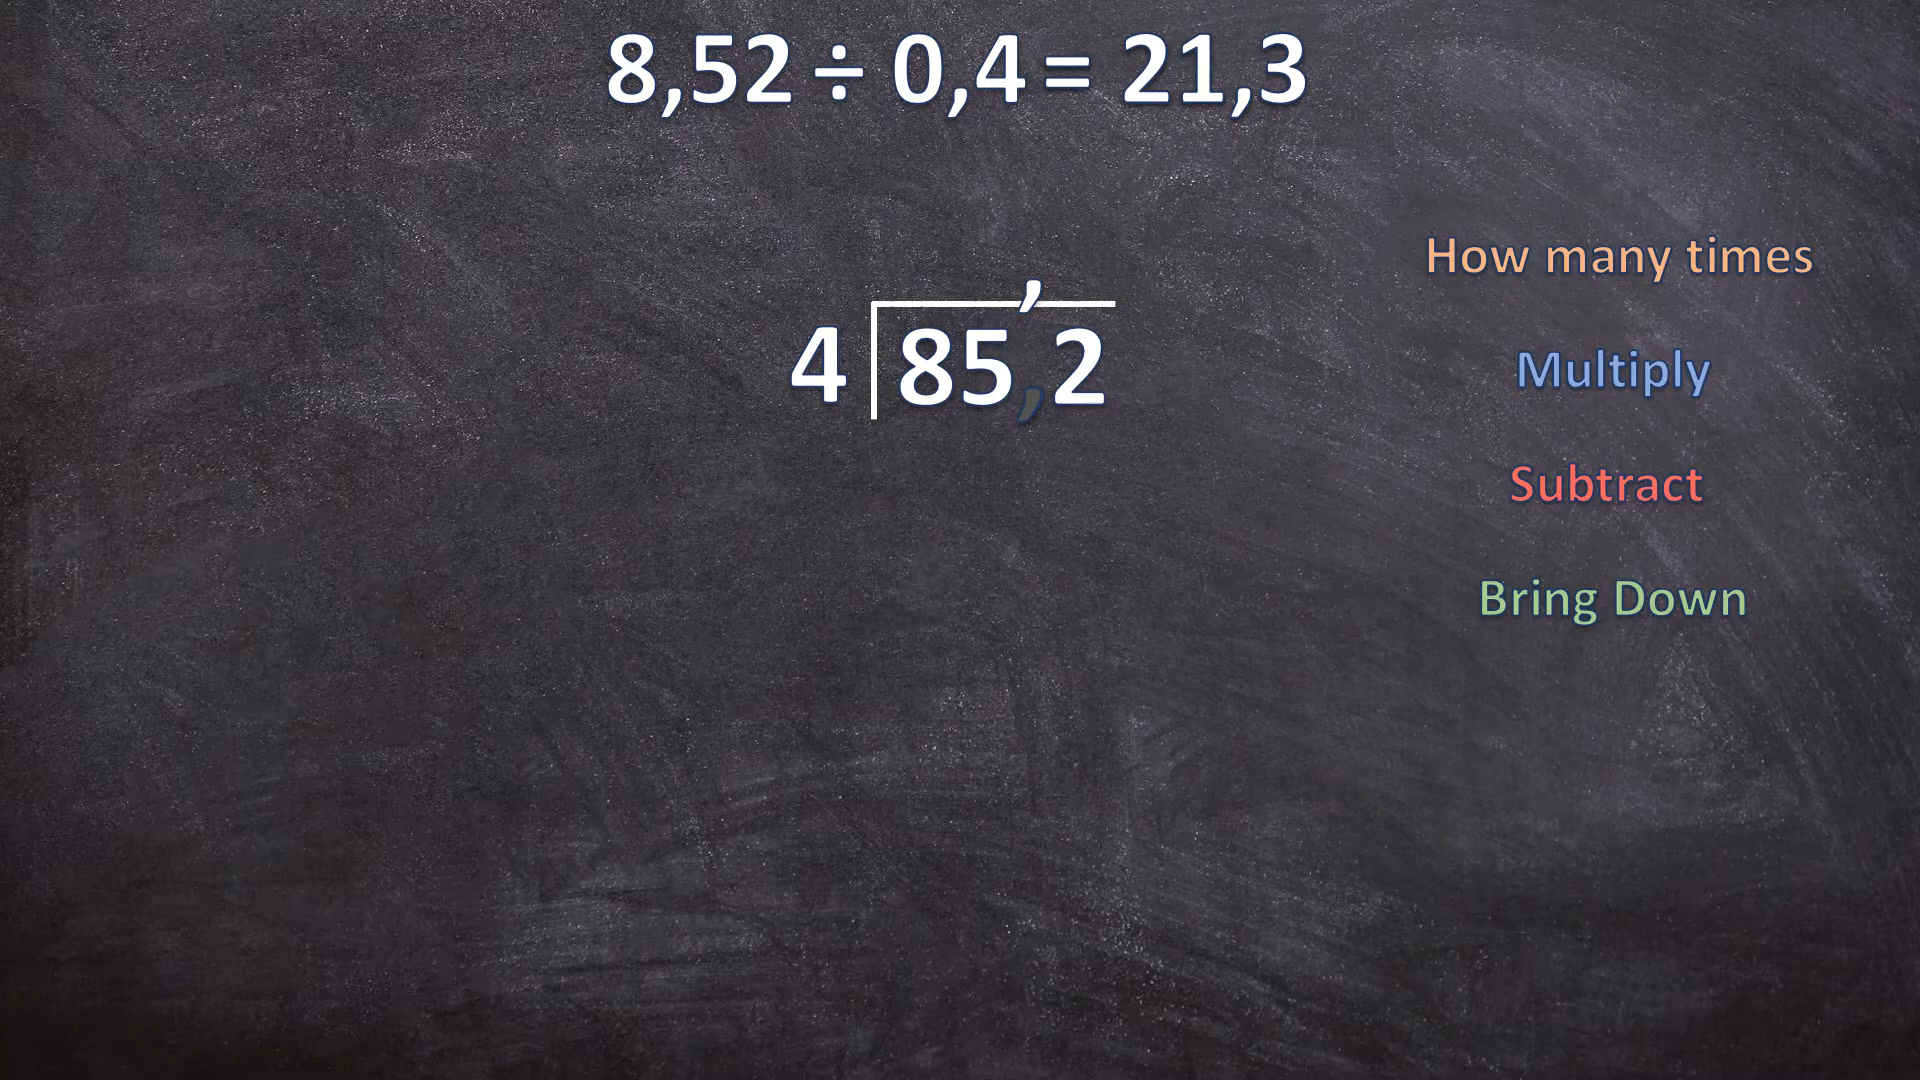 8,52 ÷ 0,4 = 21,3
How many times
,
4 85,2
Multiply
Subtract
Bring Down